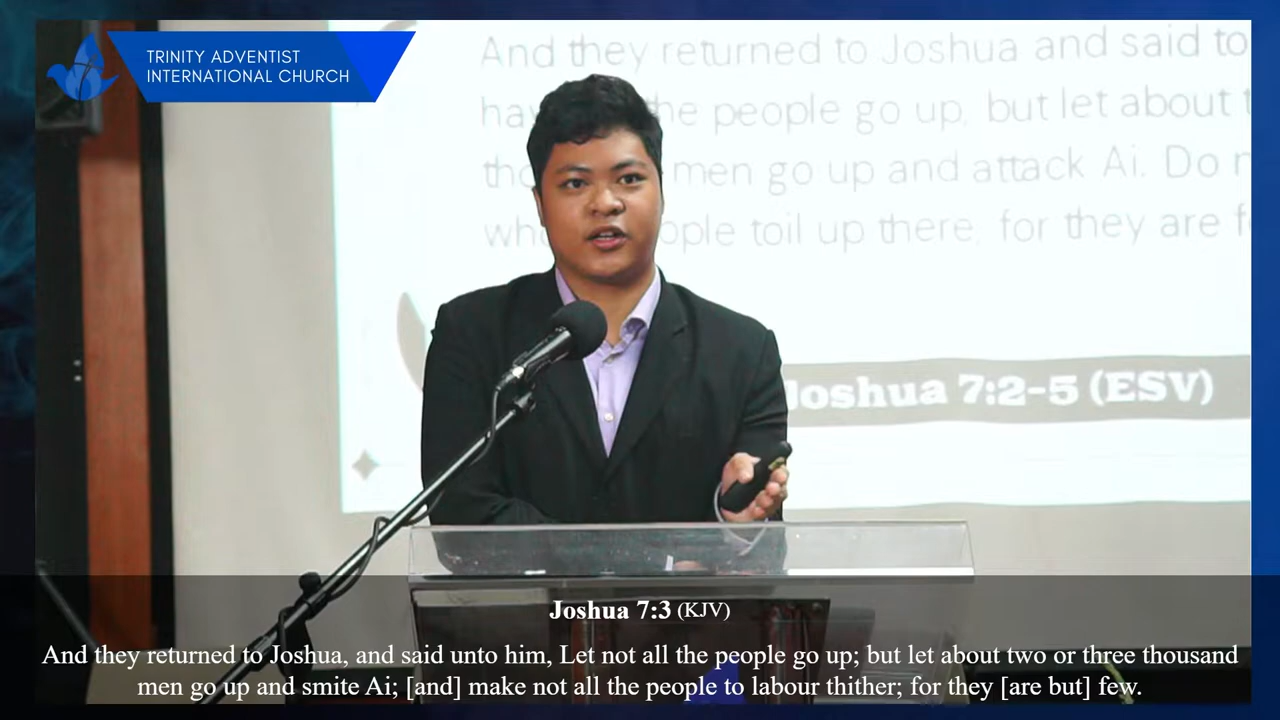 TRINITY ADVENTIST
INTERNATIONAL CHURCH
And they returned to Joshua and said to
the people go up, but let about
men go up and attack Ai. Do
toil up there, for they are
Joshua 7:2-5 (ESV)
Joshua 7:3 (KJV)
And they returned to Joshua, and said unto him, Let not all the people go up; but let about two or three thousand
men go up and smite Ai; [and] make not all the people to labour thither; for they [are but] few.